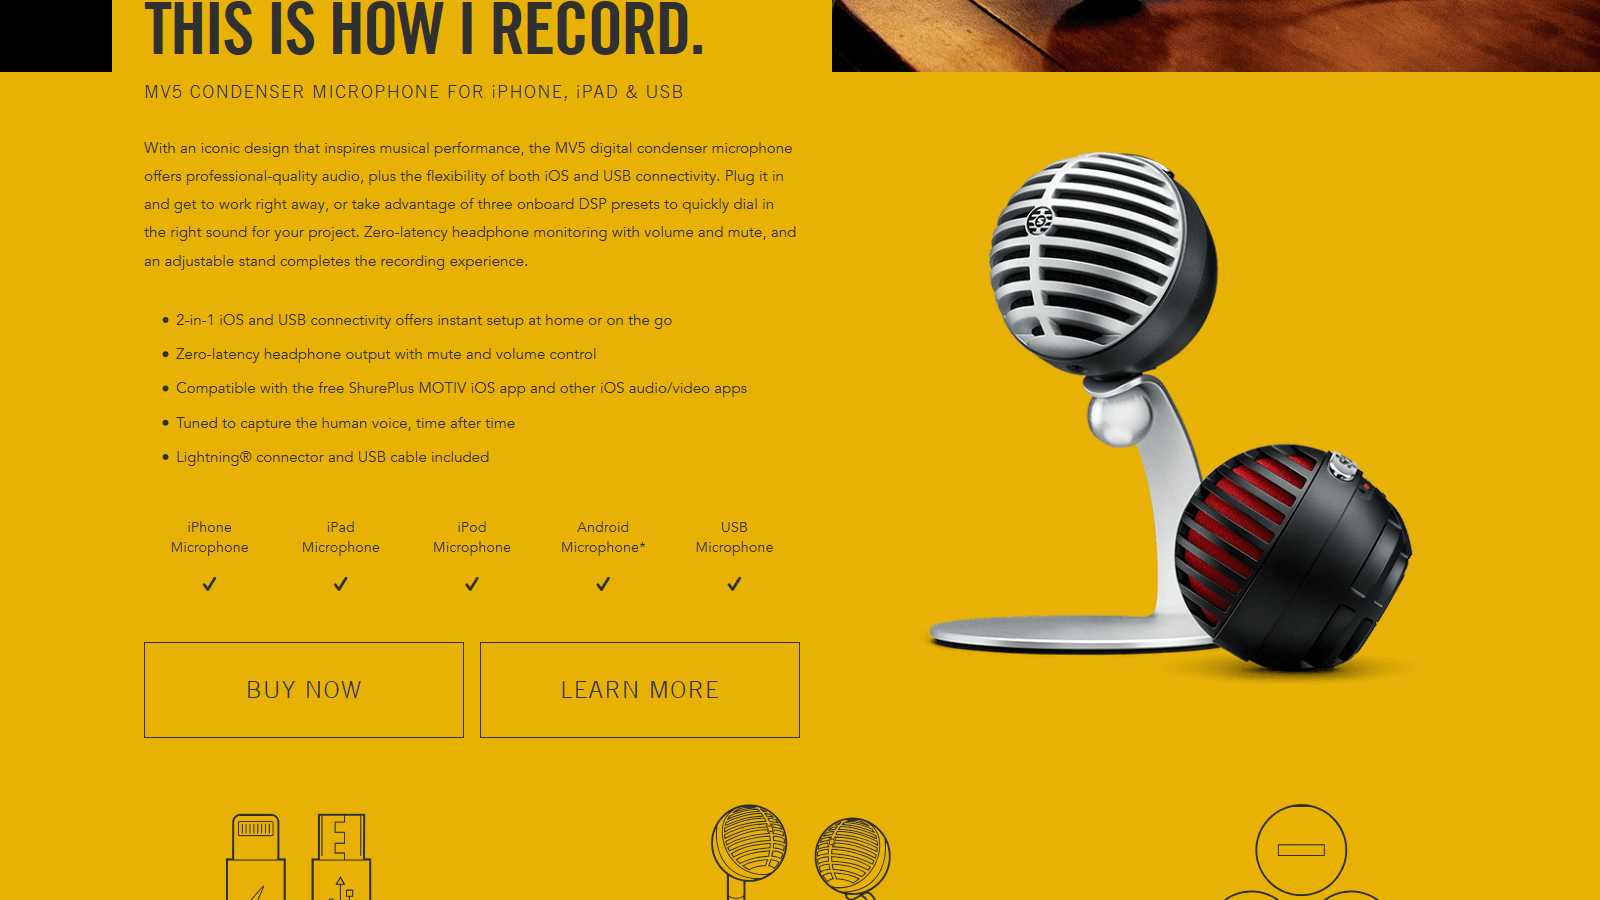 THIS IS HOW I RECORD.
MV5 CONDENSER MICROPHONE FOR iPHONE, iPAD & USB
With an iconic design that inspires musical performance, the MV5 digital condenser microphone
offers professional-quality audio, plus the flexibility of both iOS and USB connectivity. Plug it in
and get to work right away, or take advantage of three onboard DSP presets to quickly dial in
the right sound for your project. Zero-latency headphone monitoring with volume and mute, and
an adjustable stand completes the recording experience.
• 2-in-1 iOS and USB connectivity offers instant setup at home or on the go
• Zero-latency headphone output with mute and volume control
• Compatible with the free ShurePlus MOTIV iOS app and other iOS audio/video apps
• Tuned to capture the human voice, time after time
• Lightning® connector and USB cable included
iPhone iPad iPod Android USB
Microphone Microphone Microphone Microphone* Microphone
✓ ✓ ✓ ✓ ✓
BUY NOW LEARN MORE